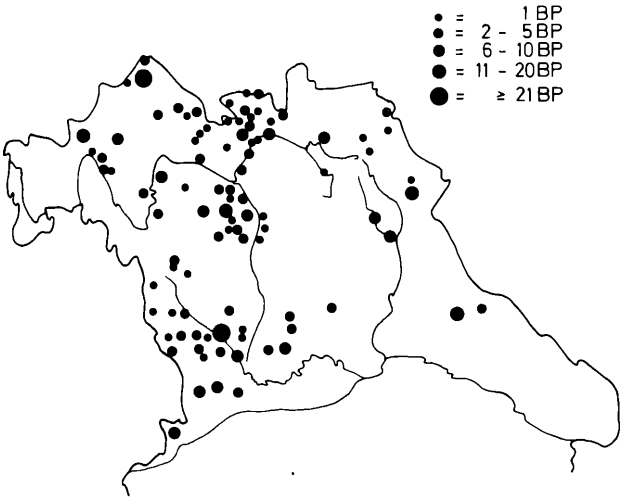 = 1 BP
= 2 - 5 BP
= 6 - 10 BP
= 11 - 20 BP
= ≥ 21 BP